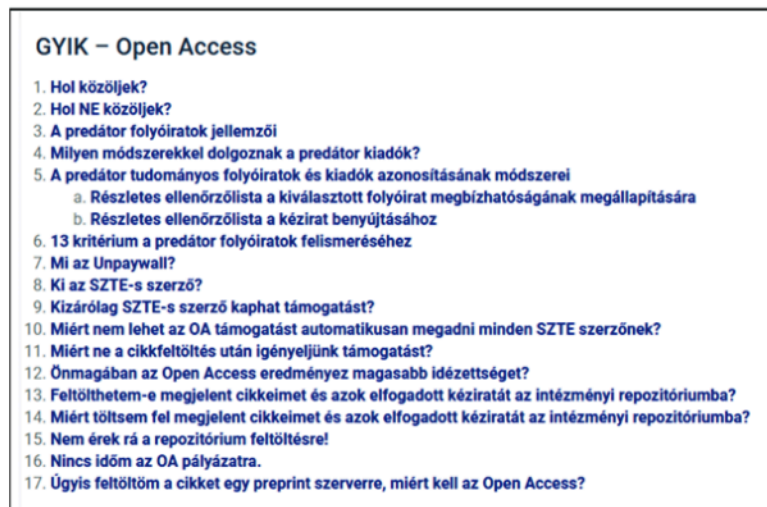 GYIK – Open Access
1. Hol közöljek?
2. Hol NE közöljek?
3. A predátor folyóiratok jellemzői
4. Milyen módszerekkel dolgoznak a predátor kiadók?
5. A predátor tudományos folyóiratok és kiadók azonosításának módszerei
a. Részletes ellenőrzőlista a kiválasztott folyóirat megbízhatóságának megállapítására
b. Részletes ellenőrzőlista a kézirat benyújtásához
6. 13 kritérium a predátor folyóiratok felismeréséhez
7. Mi az Unpaywall?
8. Ki az SZTE-s szerző?
9. Kizárólag SZTE-s szerző kaphat támogatást?
10. Miért nem lehet az OA támogatást automatikusan megadni minden SZTE szerzőnek?
11. Miért ne a cikkfeltöltés után igényeljünk támogatást?
12. Önmagában az Open Access eredményez magasabb idézettséget?
13. Feltölthetem-e megjelent cikkeimet és azok elfogadott kéziratát az intézményi repozitóriumba?
14. Miért töltsem fel megjelent cikkeimet és azok elfogadott kéziratát az intézményi repozitóriumba?
15. Nem érek rá a repozitórium feltöltésre!
16. Nincs időm az OA pályázatra.
17. Úgyis feltöltöm a cikket egy preprint szerverre, miért kell az Open Access?